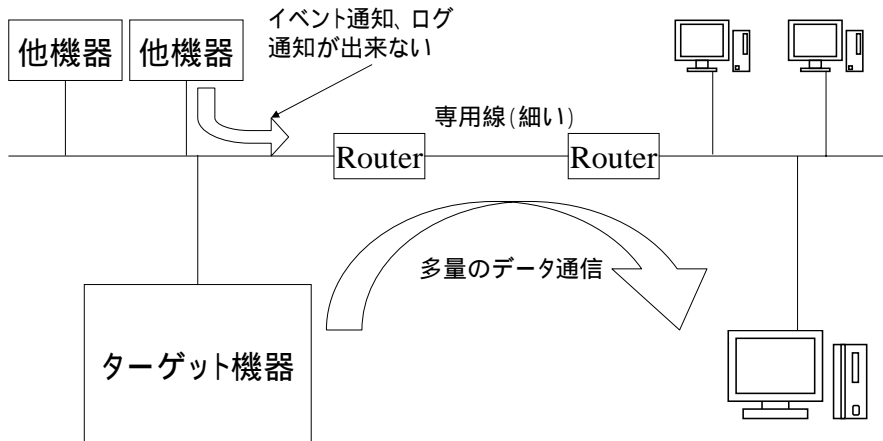 イベント通知、ログ
通知が出来ない
他機器
他機器
専用線(細い)
Router
Router
多量のデータ通信
ターゲット機器